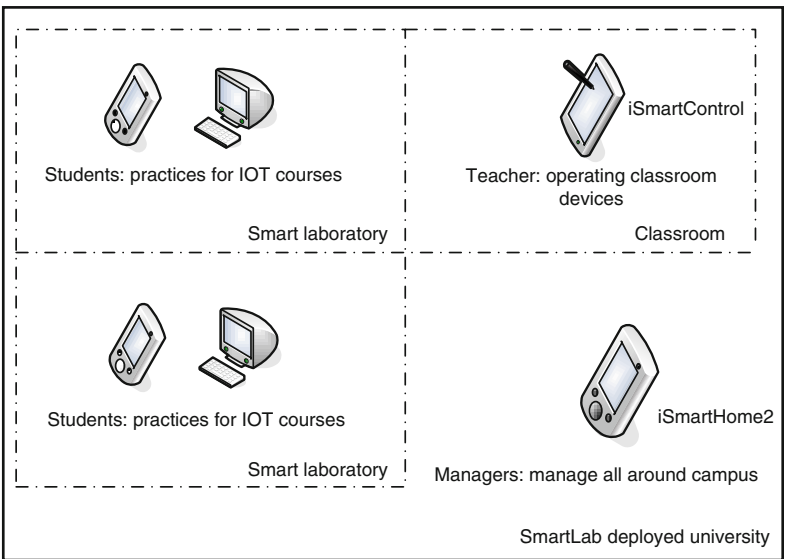 iSmartControl
Students: practices for IOT courses
Teacher: operating classroom
devices
Smart laboratory
Classroom
iSmartHome2
Students: practices for IOT courses
Smart laboratory
Managers: manage all around campus
SmartLab deployed university